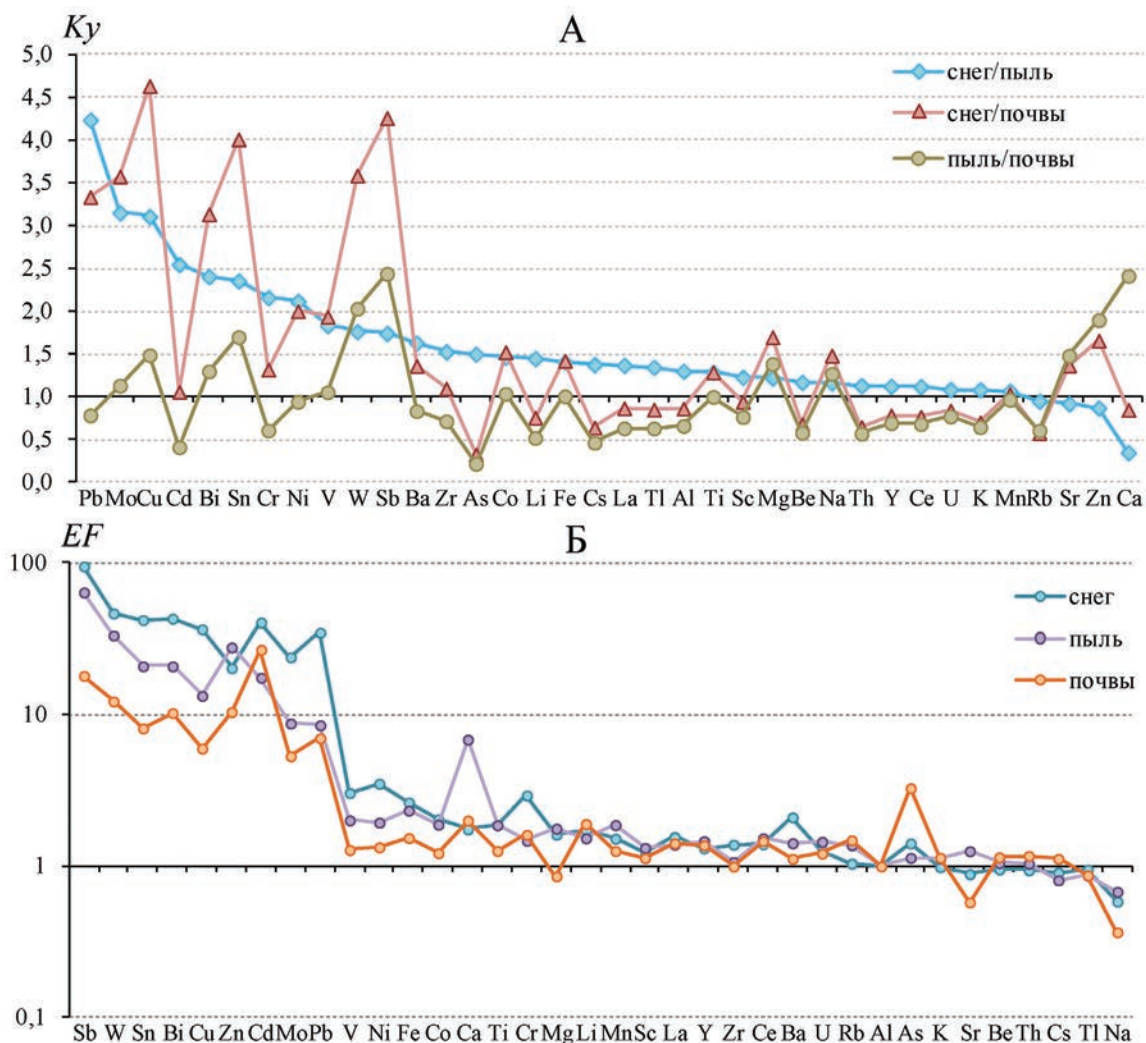 Ky
А
5,0
4,5
4,0
3,5
3,0
2,5
2,0
1,5
1,0
0,5
0,0
снег/пыль
снег/почвы
пыль/почвы
Pb Mo Cu Cd Bi Sn Cr Ni V W Sb Ba Zr As Co Li Fe Cs La Tl Al Ti Sc Mg Be Na Th Y Ce U K Mn Rb Sr Zn Ca
EF
Б
100
10
1
0,1
снег
пыль
почвы
Sb W Sn Bi Cu Zn Cd Mo Pb V Ni Fe Co Ca Ti Cr Mg Li Mn Sc La Y Zr Ce Ba U Rb Al As K Sr Be Th Cs Tl Na